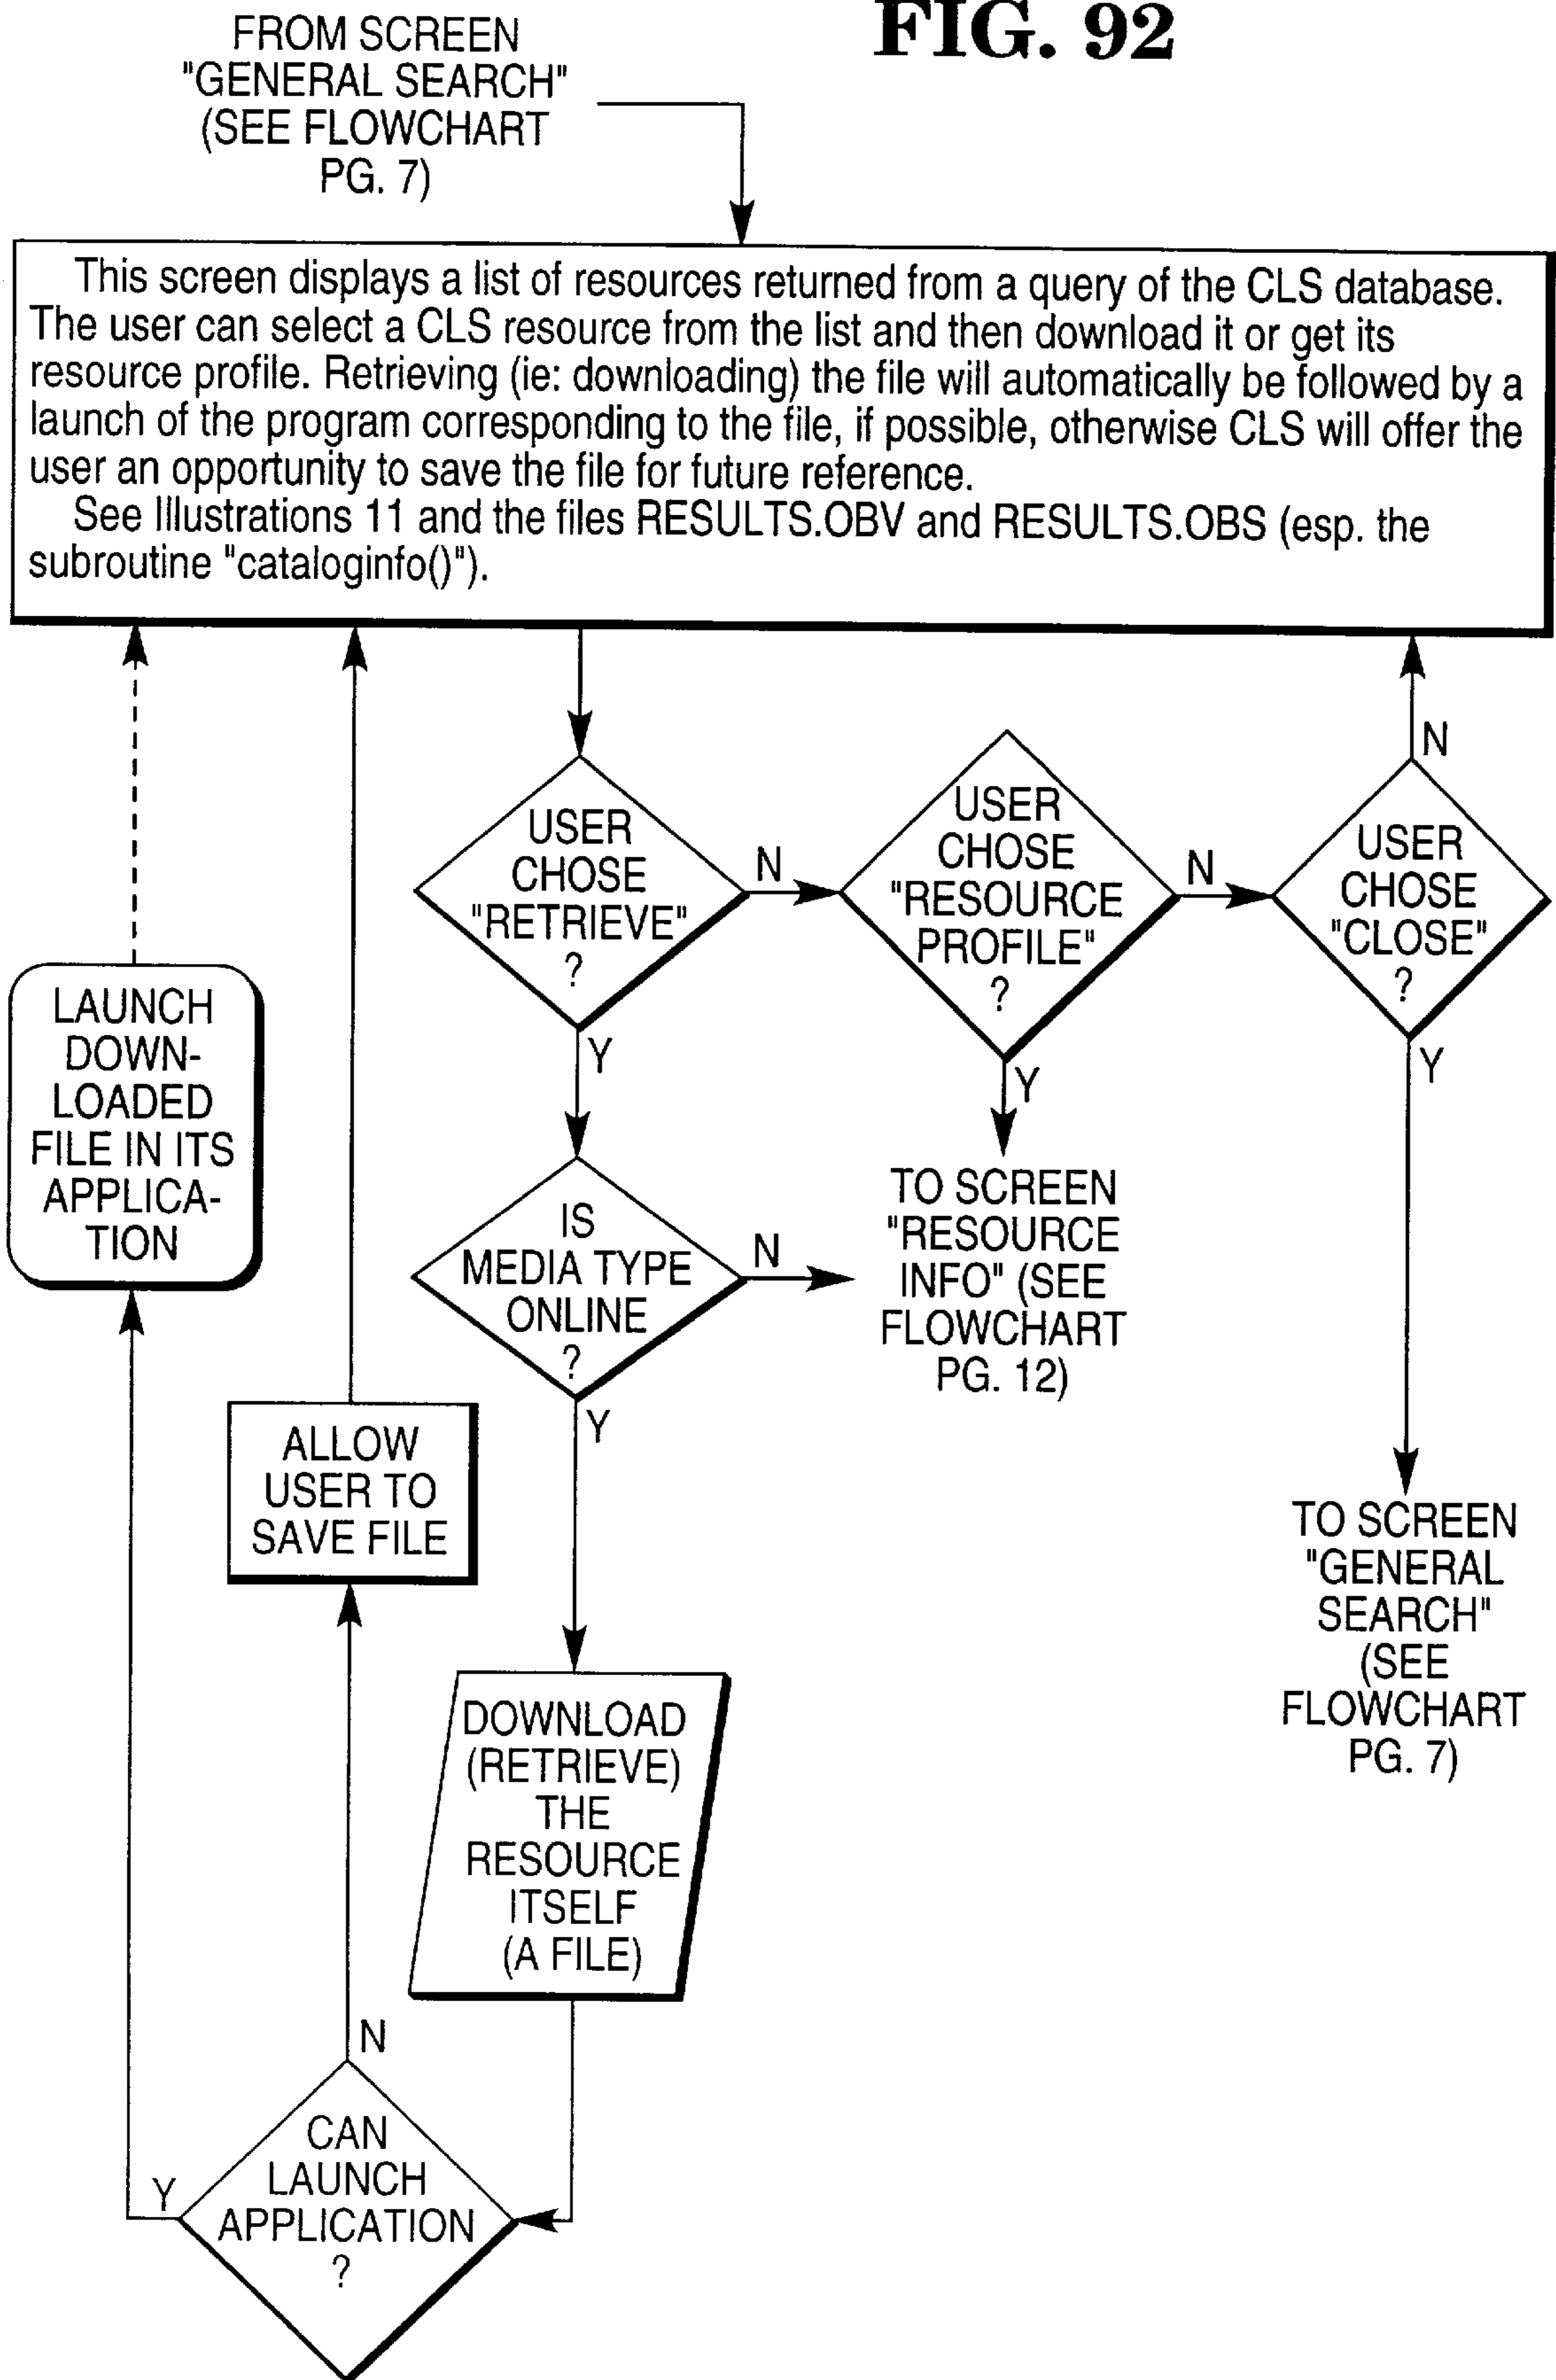 FIG. 92
FROM SCREEN
"GENERAL SEARCH"
(SEE FLOWCHART
PG. 7)
This screen displays a list of resources returned from a query of the CLS database.
The user can select a CLS resource from the list and then download it or get its
resource profile. Retrieving (ie: downloading) the file will automatically be followed by a
launch of the program corresponding to the file, if possible, otherwise CLS will offer the
user an opportunity to save the file for future reference.
See Illustrations 11 and the files RESULTS.OBV and RESULTS.OBS (esp. the
subroutine "cataloginfo()").
USER
CHOSE
"RETRIEVE"
?
N
Y
USER
CHOSE
"RESOURCE
PROFILE"
?
N
Y
USER
CHOSE
"CLOSE"
?
N
Y
LAUNCH
DOWN-
LOADED
FILE IN ITS
APPLICA-
TION
IS
MEDIA TYPE
ONLINE
?
N
Y
TO SCREEN
"RESOURCE
INFO" (SEE
FLOWCHART
PG. 12)
ALLOW
USER TO
SAVE FILE
TO SCREEN
"GENERAL
SEARCH"
(SEE
FLOWCHART
PG. 7)
DOWNLOAD
(RETRIEVE)
THE
RESOURCE
ITSELF
(A FILE)
N
Y
CAN
LAUNCH
APPLICATION
?